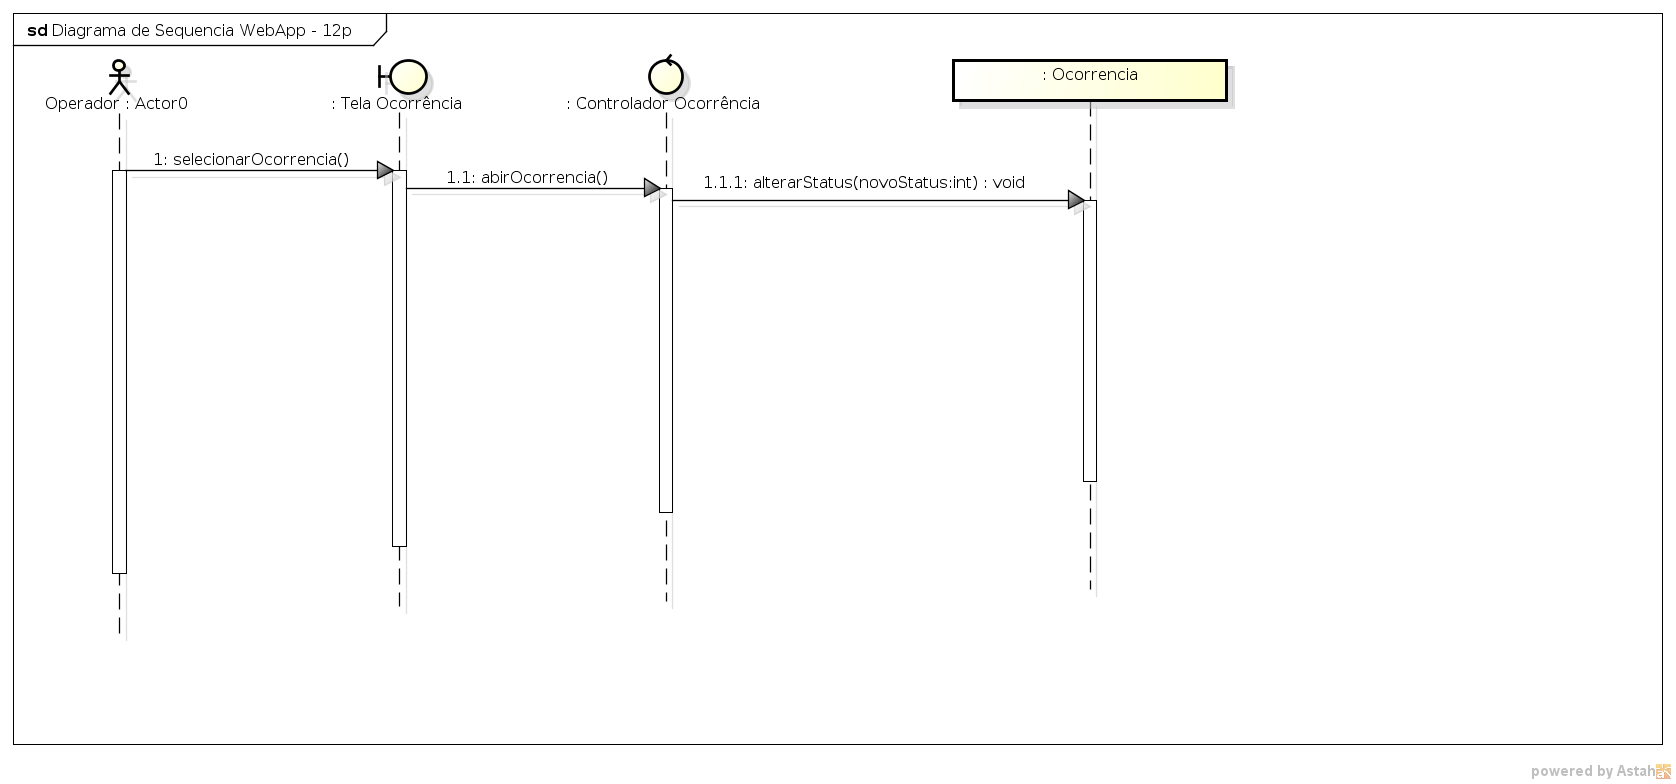 sd Diagrama de Sequencia WebApp - 12p
Operador : Actor0
: Tela Ocorrência
: Controlador Ocorrência
: Ocorrencia
1: selecionarOcorrencia()
1.1: abirOcorrencia()
1.1.1: alterarStatus(novoStatus:int) : void
powered by Astah